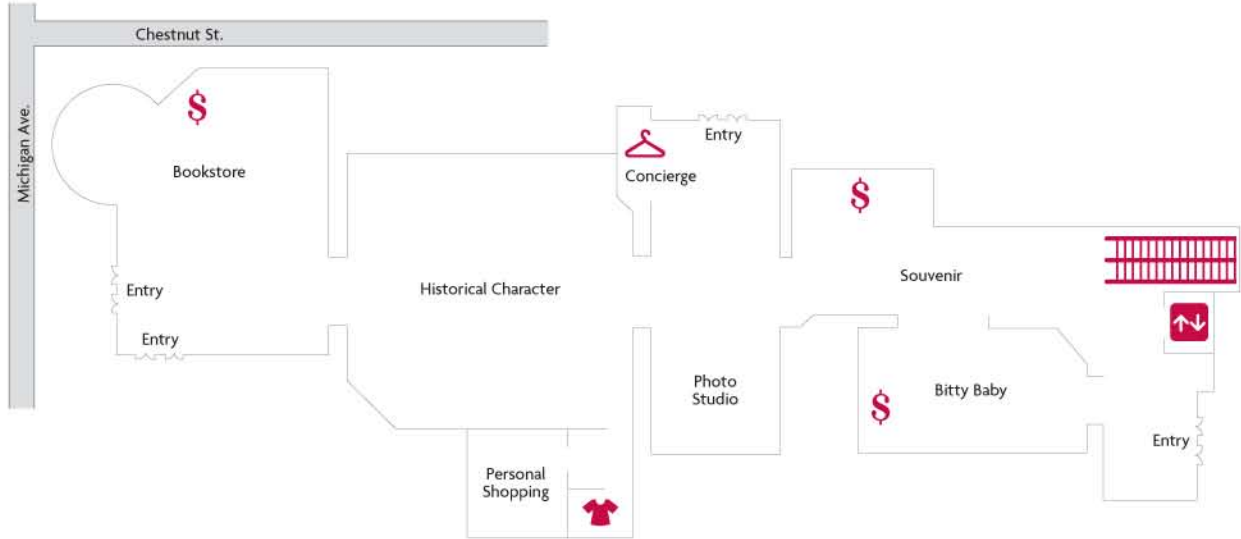 Chestnut St.
Michigan Ave.
$
Bookstore
Entry
Entry
Historical Character
Concierge
Entry
$
Souvenir
Photo
Studio
$
Bitty Baby
Entry
Personal
Shopping